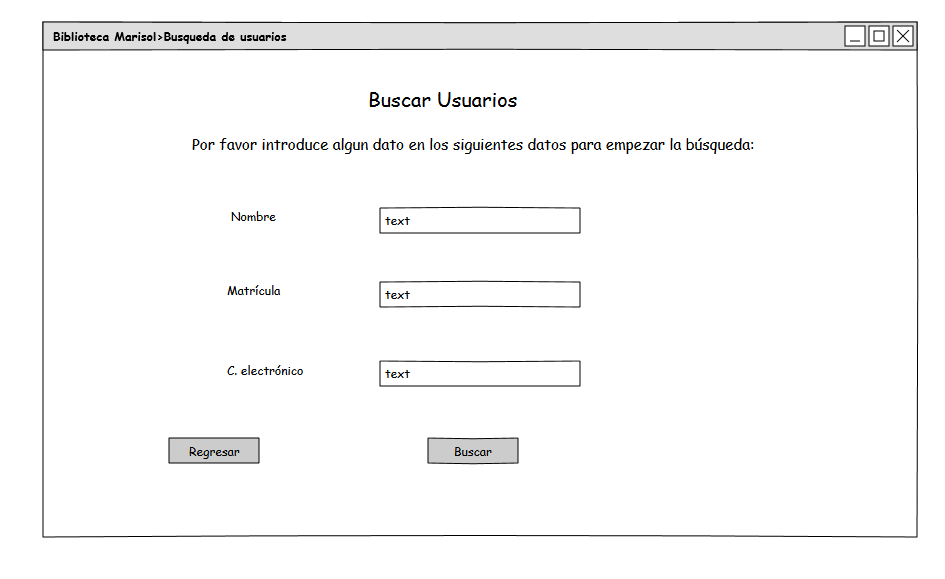 Biblioteca Marisol>Busqueda de usuarios
Buscar Usuarios
Por favor introduce algun dato en los siguientes datos para empezar la búsqueda:
Nombre text
Matrícula text
C. electrónico text
Regresar Buscar